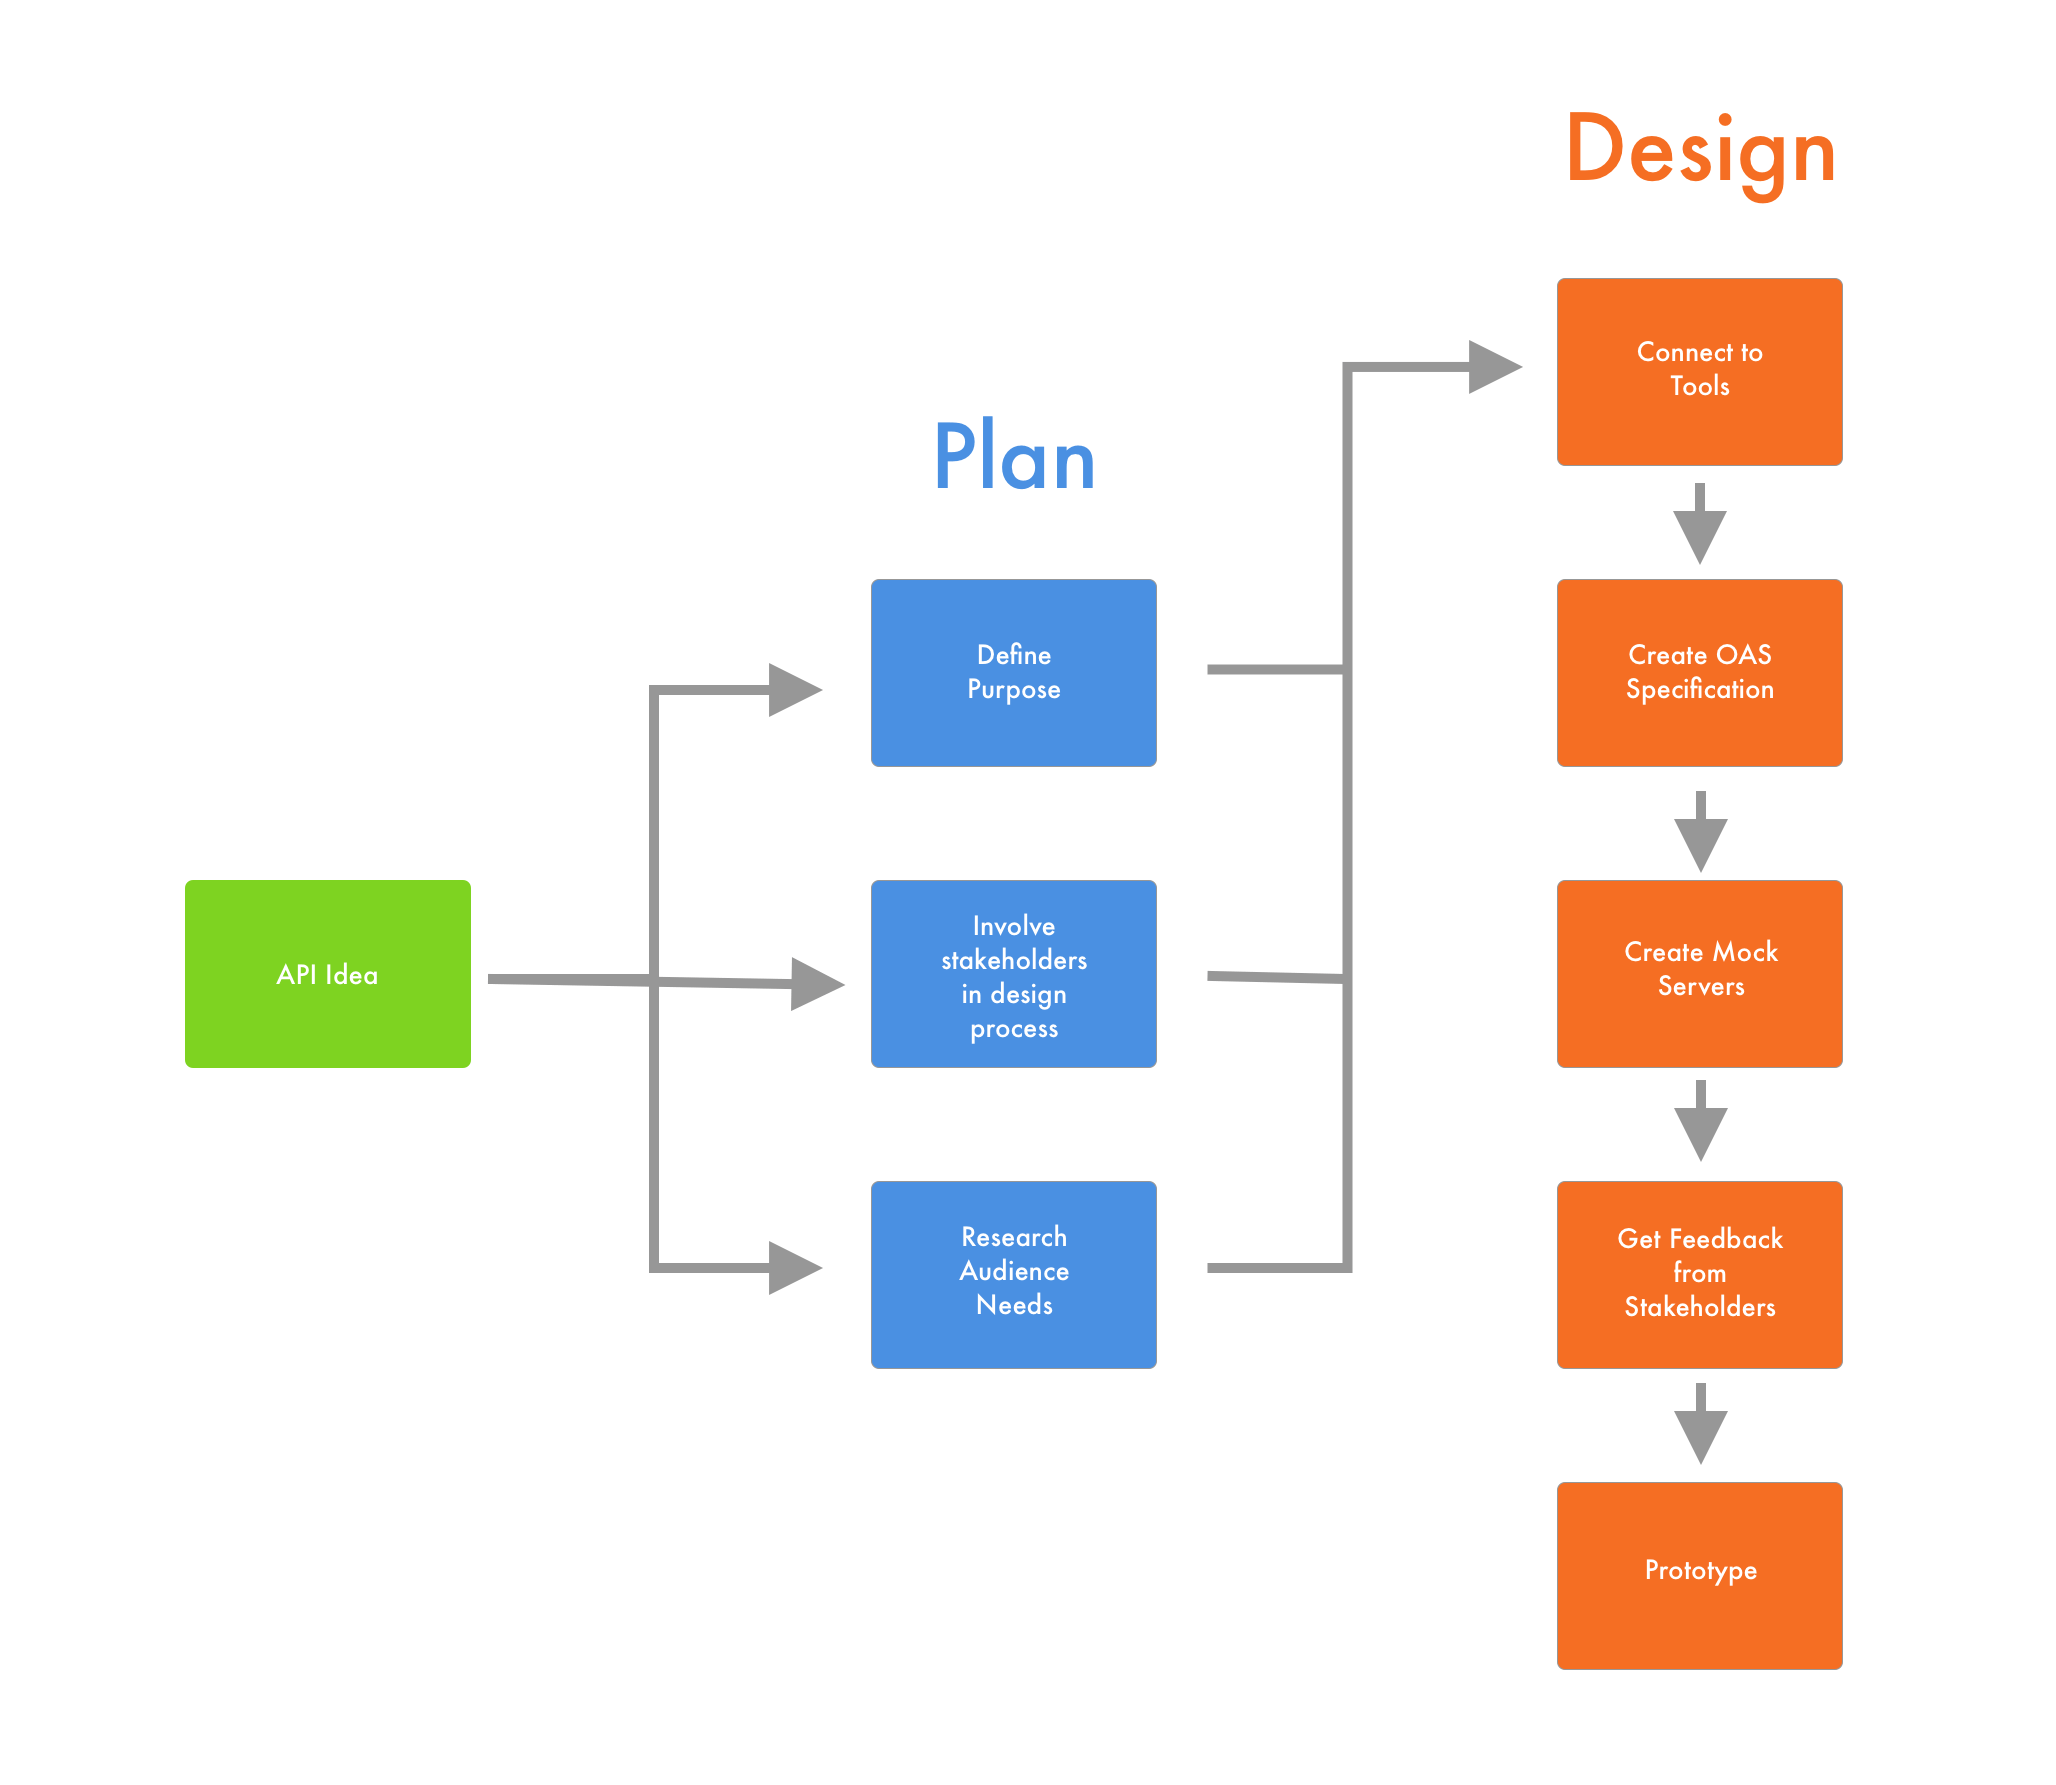 Design
Plan
API Idea
Define
Purpose
Involve
stakeholders
in design
process
Research
Audience
Needs
Connect to
Tools
Create OAS
Specification
Create Mock
Servers
Get Feedback
from
Stakeholders
Prototype